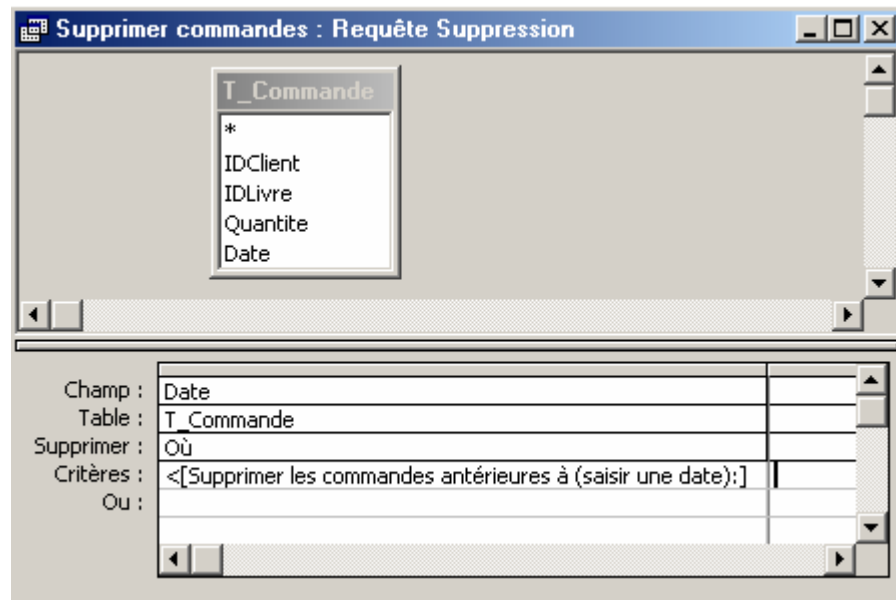 Supprimer commandes : Requête Suppression
T_Commande
*
IDClient
IDLivre
Quantite
Date
Champ : Date
Table : T_Commande
Supprimer : Où
Critères : <[Supprimer les commandes antérieures à (saisir une date):]
Ou :